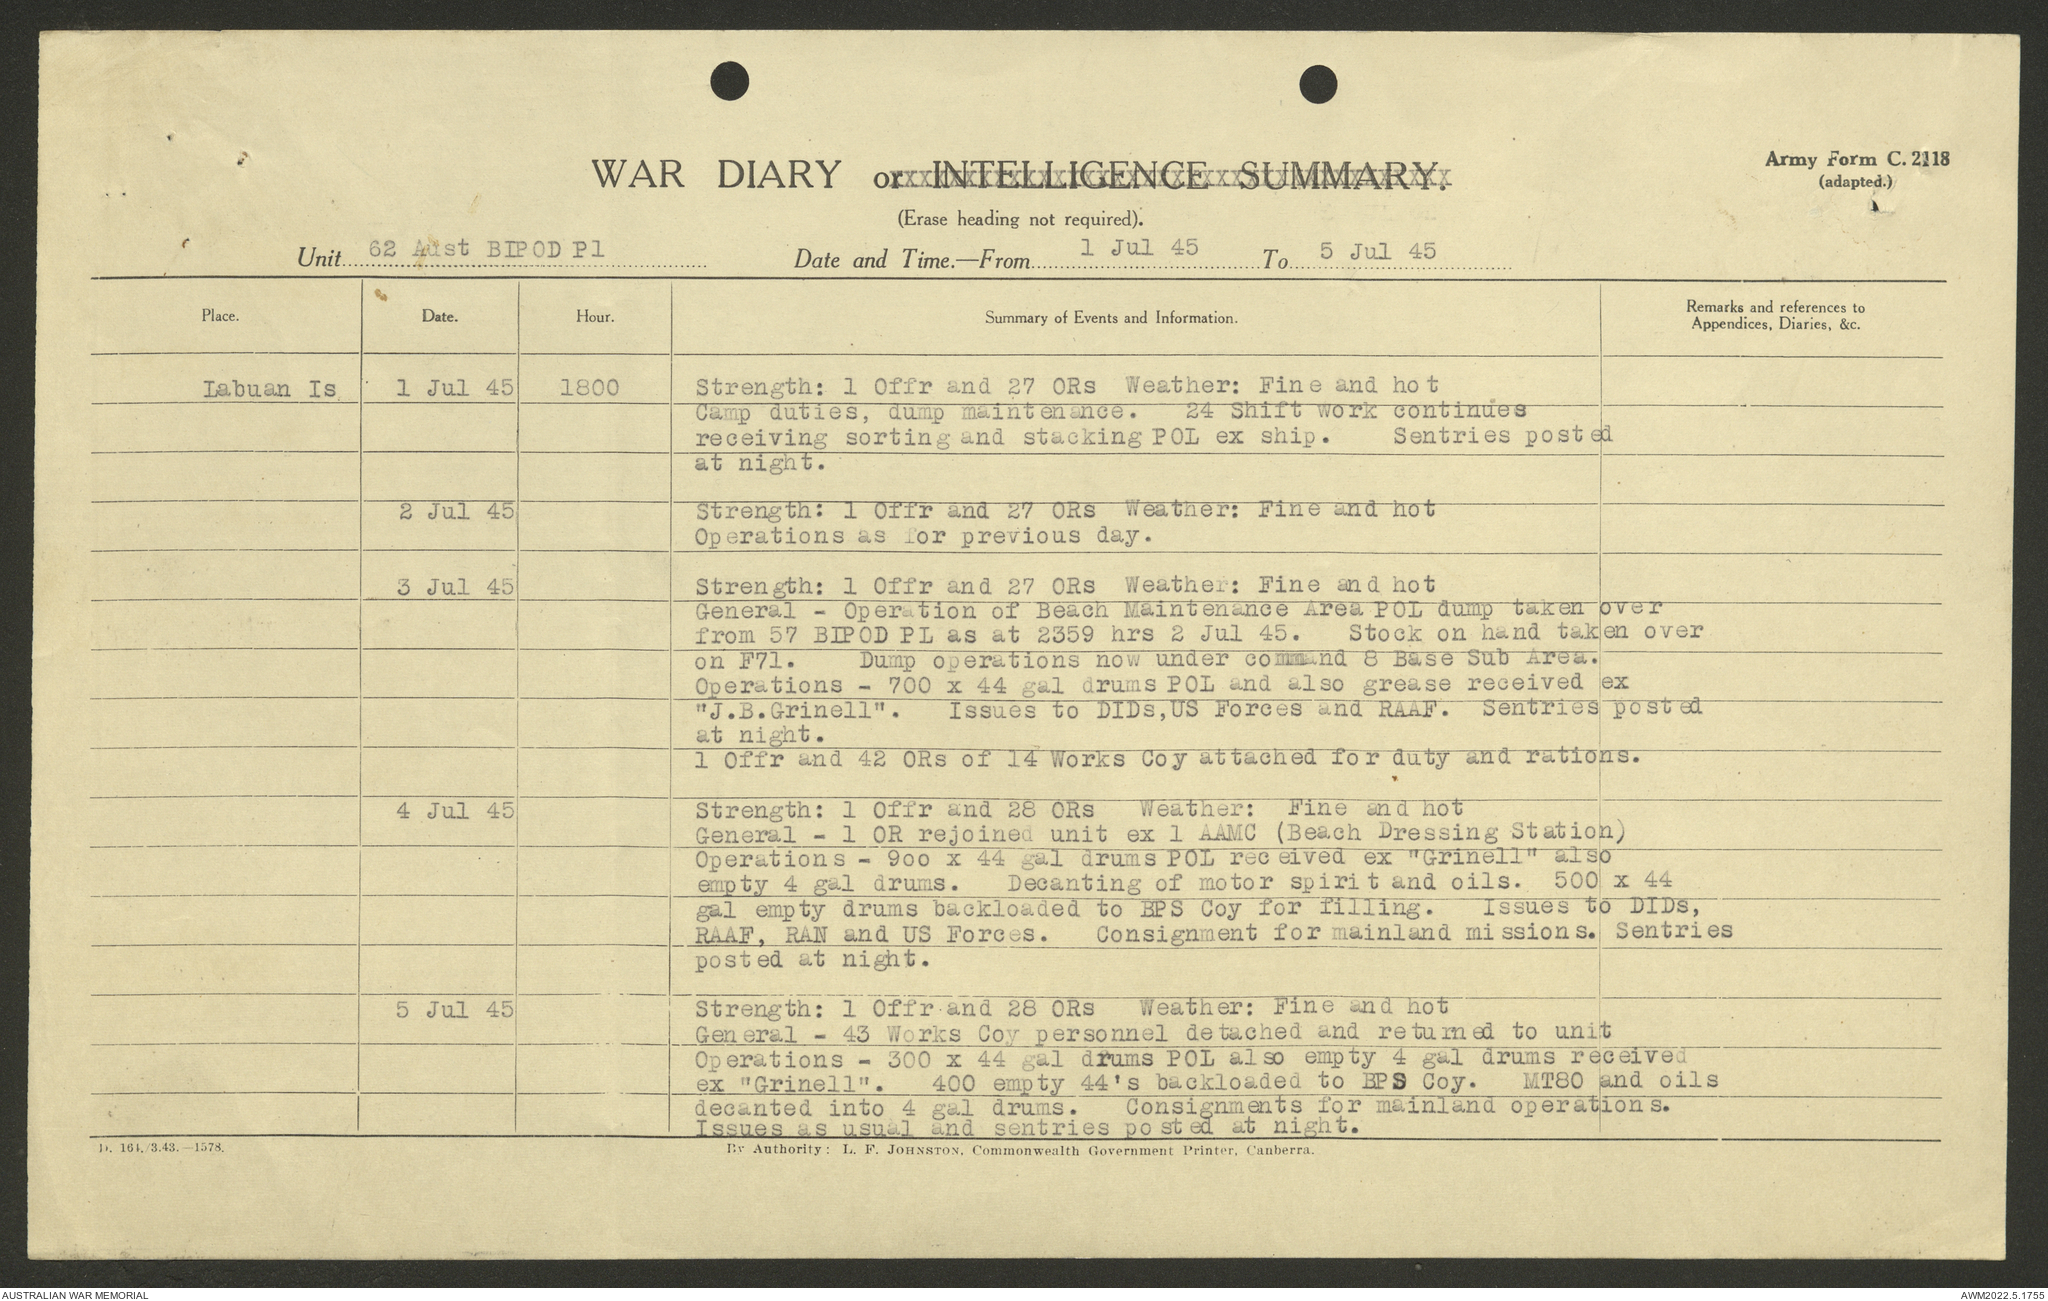 Army Form C. 2118
(adapted.)
WAR DIARY or INTELLIGENCE SUMMARY.
(Erase heading not required).
Unit 62 Aust BIPOD Pl Date and Time.—From 1 Jul 45 To 5 Jul 45
Place. Date. Hour. Summary of Events and Information. Remarks and references to
Appendices, Diaries, &c.
Labuan Is 1 Jul 45 1800 Strength: 1 Offr and 27 ORs Weather: Fine and hot
Camp duties, dump maintenance. 24 Shift work continues
receiving sorting and stacking POL ex ship. Sentries posted
at night.
2 Jul 45 Strength: 1 Offr and 27 ORs Weather: Fine and hot
Operations as for previous day.
3 Jul 45 Strength: 1 Offr and 27 ORs Weather: Fine and hot
General - Operation of Beach Maintenance Area POL dump taken over
from 57 BIPOD PL as at 2359 hrs 2 Jul 45. Stock on hand taken over
on F71. Dump operations now under command 8 Base Sub Area.
Operations - 700 x 44 gal drums POL and also grease received ex
"J.B.Grinell". Issues to DIDs,US Forces and RAAF. Sentries posted
at night.
1 Offr and 42 ORs of 14 Works Coy attached for duty and rations.
4 Jul 45 Strength: 1 Offr and 28 ORs Weather: Fine and hot
General - 1 OR rejoined unit ex 1 AAMC (Beach Dressing Station)
Operations - 9oo x 44 gal drums POL received ex "Grinell" also
empty 4 gal drums. Decanting of motor spirit and oils. 500 x 44
gal empty drums backloaded to BPS Coy for filling. Issues to DIDs,
RAAF, RAN and US Forces. Consignment for mainland missions. Sentries
posted at night.
5 Jul 45 Strength: 1 Offr and 28 ORs Weather: Fine and hot
General - 43 Works Coy personnel detached and returned to unit
Operations - 300 x 44 gal drums POL also empty 4 gal drums received
ex "Grinell". 400 empty 44's backloaded to BPS Coy. MT80 and oils
decanted into 4 gal drums. Consignments for mainland operations.
Issues as usual and sentries posted at night.
D. 164./3.43.—1578. By Authority: L. F. JOHNSTON, Commonwealth Government Printer, Canberra.
AUSTRALIAN WAR MEMORIAL AWM2022.5.1755